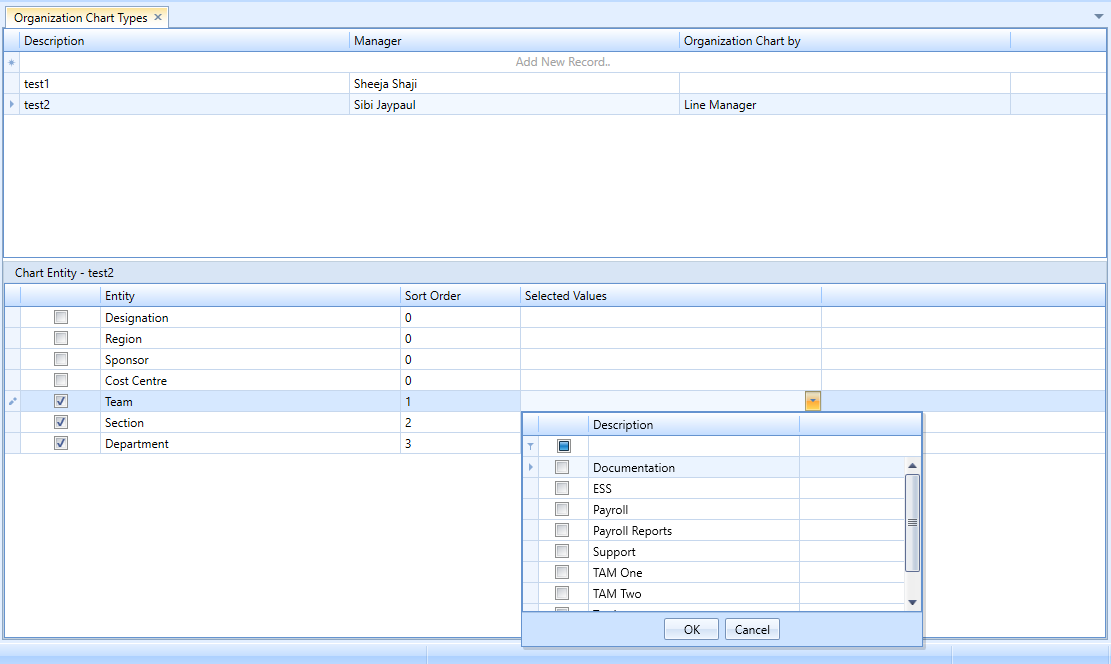 Organization Chart Types
Description Manager Organization Chart by
Add New Record..
test1 Sheeja Shaji
test2 Sibi Jaypaul Line Manager
Chart Entity - test2
Entity Sort Order Selected Values
Designation 0
Region 0
Sponsor 0
Cost Centre 0
Team 1
Section 2
Department 3
Description
Documentation
ESS
Payroll
Payroll Reports
Support
TAM One
TAM Two
OK Cancel